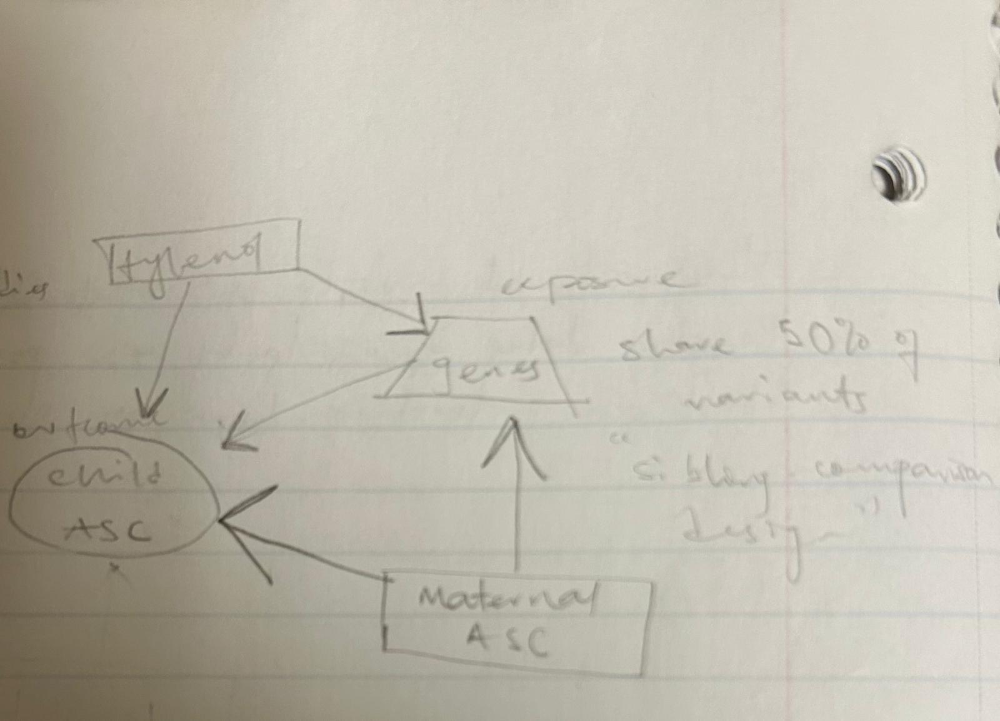 tylenol
exposure
genes
share 50% of
variants
outcome
child
ASC
"sibling comparison
design"
Maternal
ASC